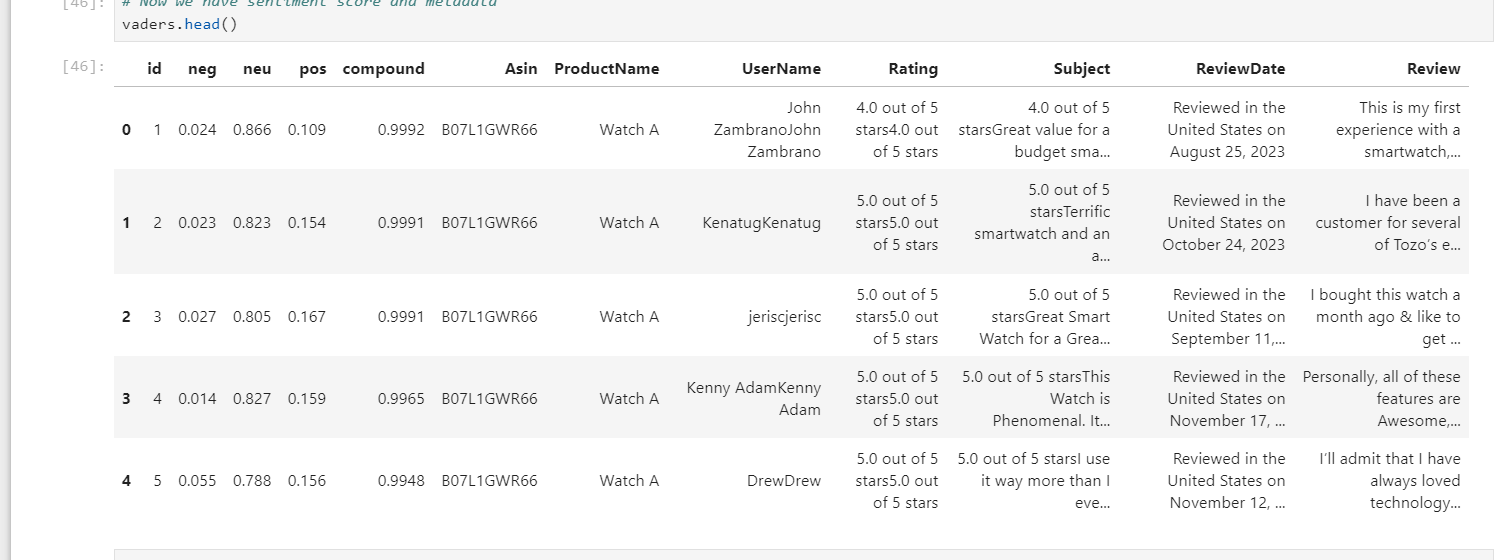 [46]: # Now we have sentiment score and metadata
vaders.head()
[46]:
id neg neu pos compound Asin ProductName UserName Rating Subject ReviewDate Review
0 1 0.024 0.866 0.109 0.9992 B07L1GWR66 Watch A John ZambranoJohn Zambrano 4.0 out of 5 stars4.0 out of 5 stars 4.0 out of 5 starsGreat value for a budget sma... Reviewed in the United States on August 25, 2023 This is my first experience with a smartwatch,...
1 2 0.023 0.823 0.154 0.9991 B07L1GWR66 Watch A KenatugKenatug 5.0 out of 5 stars5.0 out of 5 stars 5.0 out of 5 starsTerrific smartwatch and an a... Reviewed in the United States on October 24, 2023 I have been a customer for several of Tozo's e...
2 3 0.027 0.805 0.167 0.9991 B07L1GWR66 Watch A jeriscjerisc 5.0 out of 5 stars5.0 out of 5 stars 5.0 out of 5 starsGreat Smart Watch for a Grea... Reviewed in the United States on September 11,... I bought this watch a month ago & like to get ...
3 4 0.014 0.827 0.159 0.9965 B07L1GWR66 Watch A Kenny AdamKenny Adam 5.0 out of 5 stars5.0 out of 5 stars 5.0 out of 5 starsThis Watch is Phenomenal. It... Reviewed in the United States on November 17, ... Personally, all of these features are Awesome,...
4 5 0.055 0.788 0.156 0.9948 B07L1GWR66 Watch A DrewDrew 5.0 out of 5 stars5.0 out of 5 stars 5.0 out of 5 starsI use it way more than I eve... Reviewed in the United States on November 12, ... I'll admit that I have always loved technology...